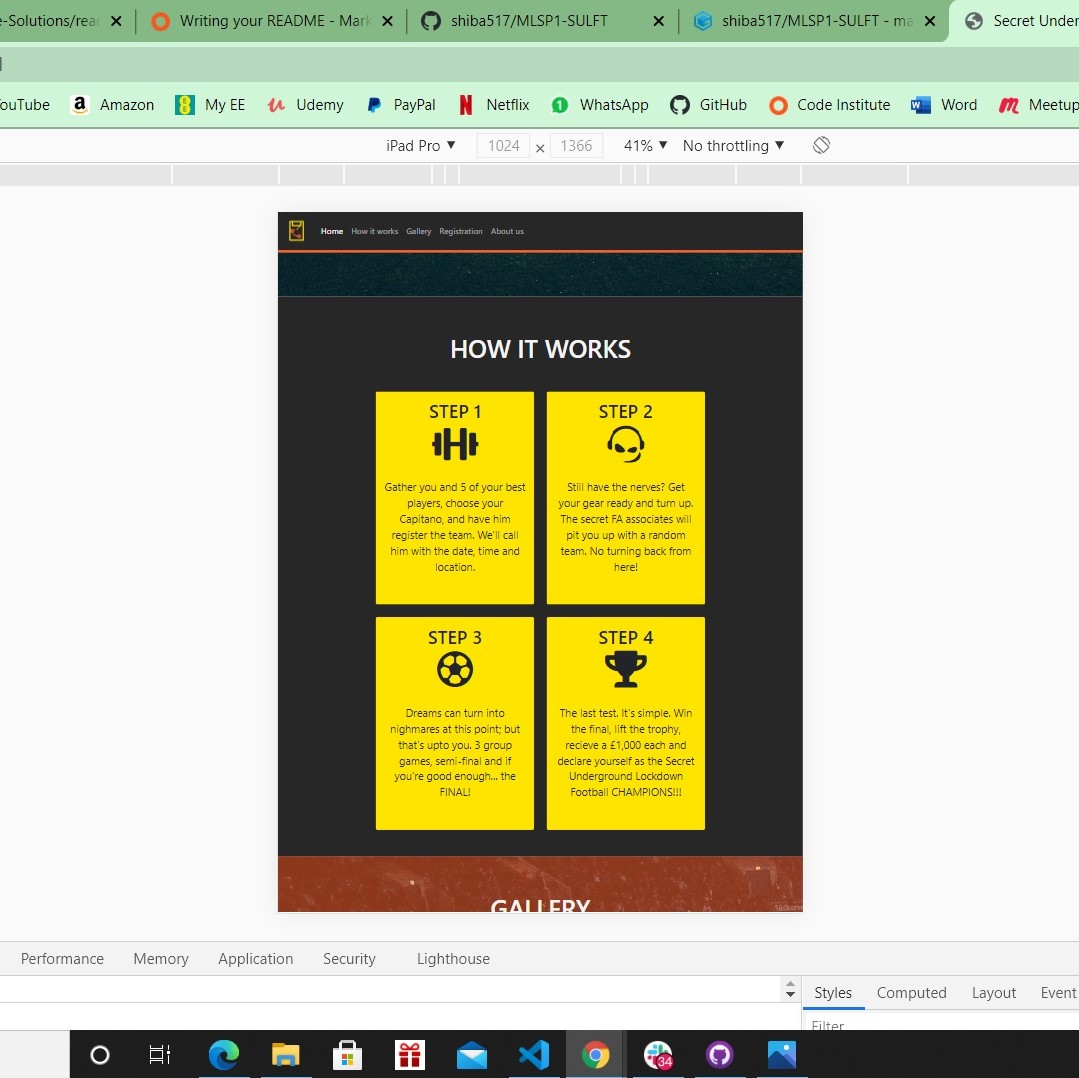 e-Solutions/rea
Writing your README - Mark
shiba517/MLSP1-SULFT
shiba517/MLSP1-SULFT - ma
Secret Under
ouTube
Amazon
My EE
Udemy
PayPal
Netflix
1
WhatsApp
GitHub
Code Institute
Word
Meetup
iPad Pro
1024
×
1366
41%
No throttling
Home
How it works
Gallery
Registration
About us
HOW IT WORKS
STEP 1
Gather you and 5 of your best
players, choose your
Capitano, and have him
register the team. We'll call
him with the date, time and
location.
STEP 2
Still have the nerves? Get
your gear ready and turn up.
The secret FA associates will
pit you up with a random
team. No turning back from
here!
STEP 3
Dreams can turn into
nighmares at this point; but
that's upto you. 3 group
games, semi-final and if
you're good enough... the
FINAL!
STEP 4
The last test. It's simple. Win
the final, lift the trophy,
recieve a £1,000 each and
declare yourself as the Secret
Underground Lockdown
Football CHAMPIONS!!!
GALLERY
Performance
Memory
Application
Security
Lighthouse
Styles
Computed
Layout
Event
Filter
34